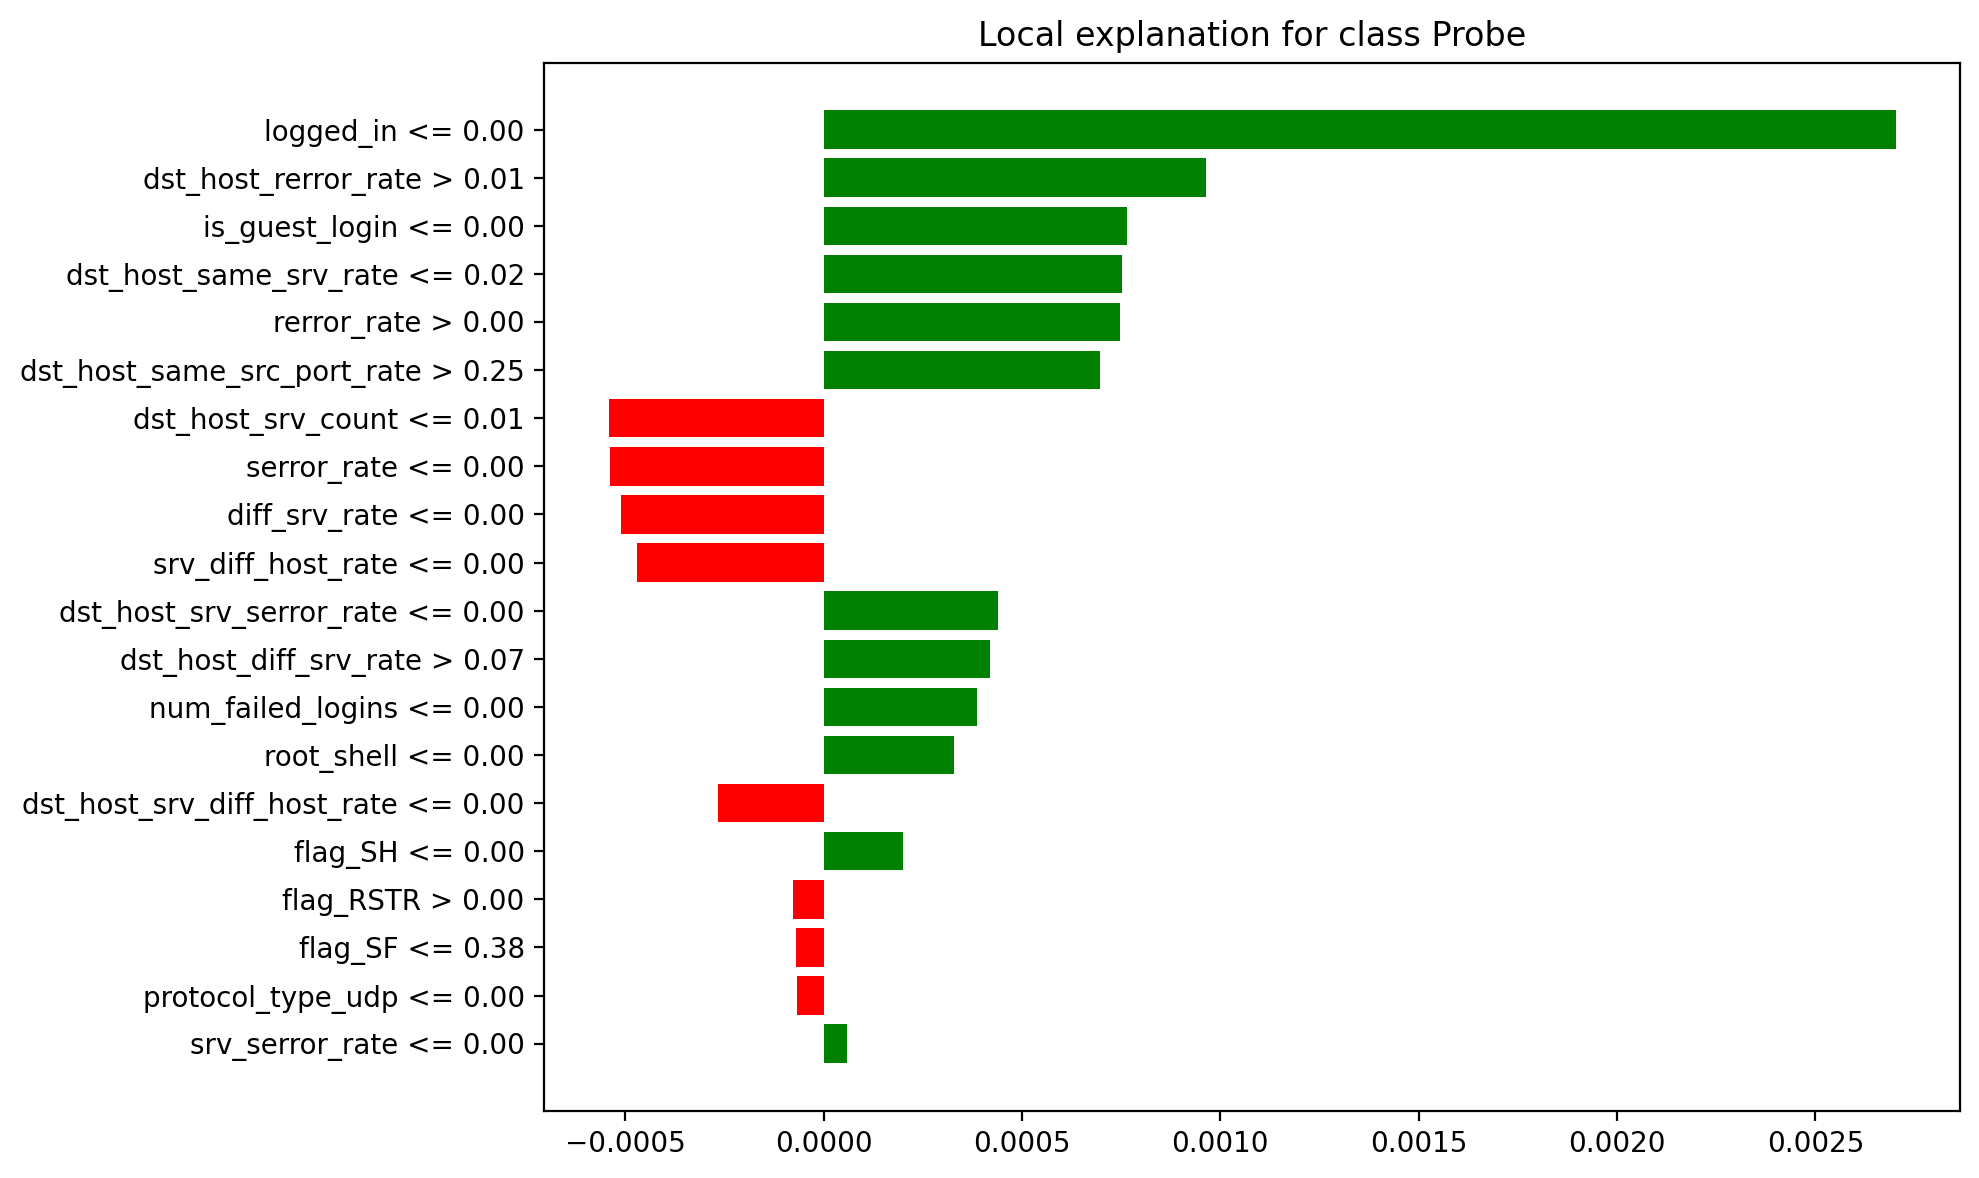 Local explanation for class Probe
logged_in <= 0.00
dst_host_rerror_rate > 0.01
is_guest_login <= 0.00
dst_host_same_srv_rate <= 0.02
rerror_rate > 0.00
dst_host_same_src_port_rate > 0.25
dst_host_srv_count <= 0.01
serror_rate <= 0.00
diff_srv_rate <= 0.00
srv_diff_host_rate <= 0.00
dst_host_srv_serror_rate <= 0.00
dst_host_diff_srv_rate > 0.07
num_failed_logins <= 0.00
root_shell <= 0.00
dst_host_srv_diff_host_rate <= 0.00
flag_SH <= 0.00
flag_RSTR > 0.00
flag_SF <= 0.38
protocol_type_udp <= 0.00
srv_serror_rate <= 0.00
−0.0005 0.0000 0.0005 0.0010 0.0015 0.0020 0.0025